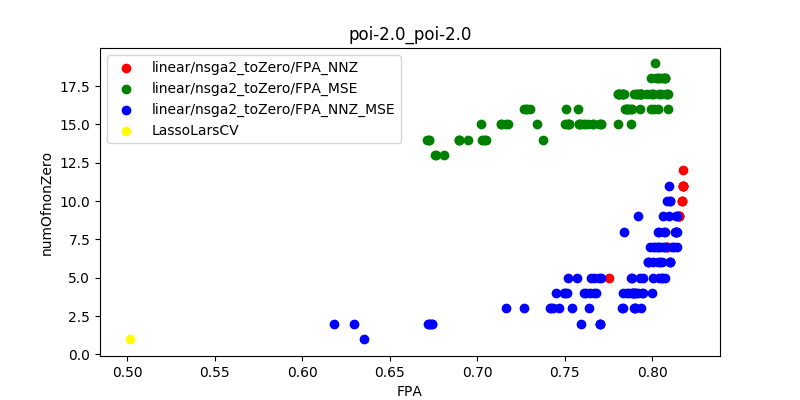 poi-2.0_poi-2.0
linear/nsga2_toZero/FPA_NNZ
linear/nsga2_toZero/FPA_MSE
linear/nsga2_toZero/FPA_NNZ_MSE
LassoLarsCV
numOfnonZero
17.5
15.0
12.5
10.0
7.5
5.0
2.5
0.0
0.50
0.55
0.60
0.65
0.70
0.75
0.80
FPA